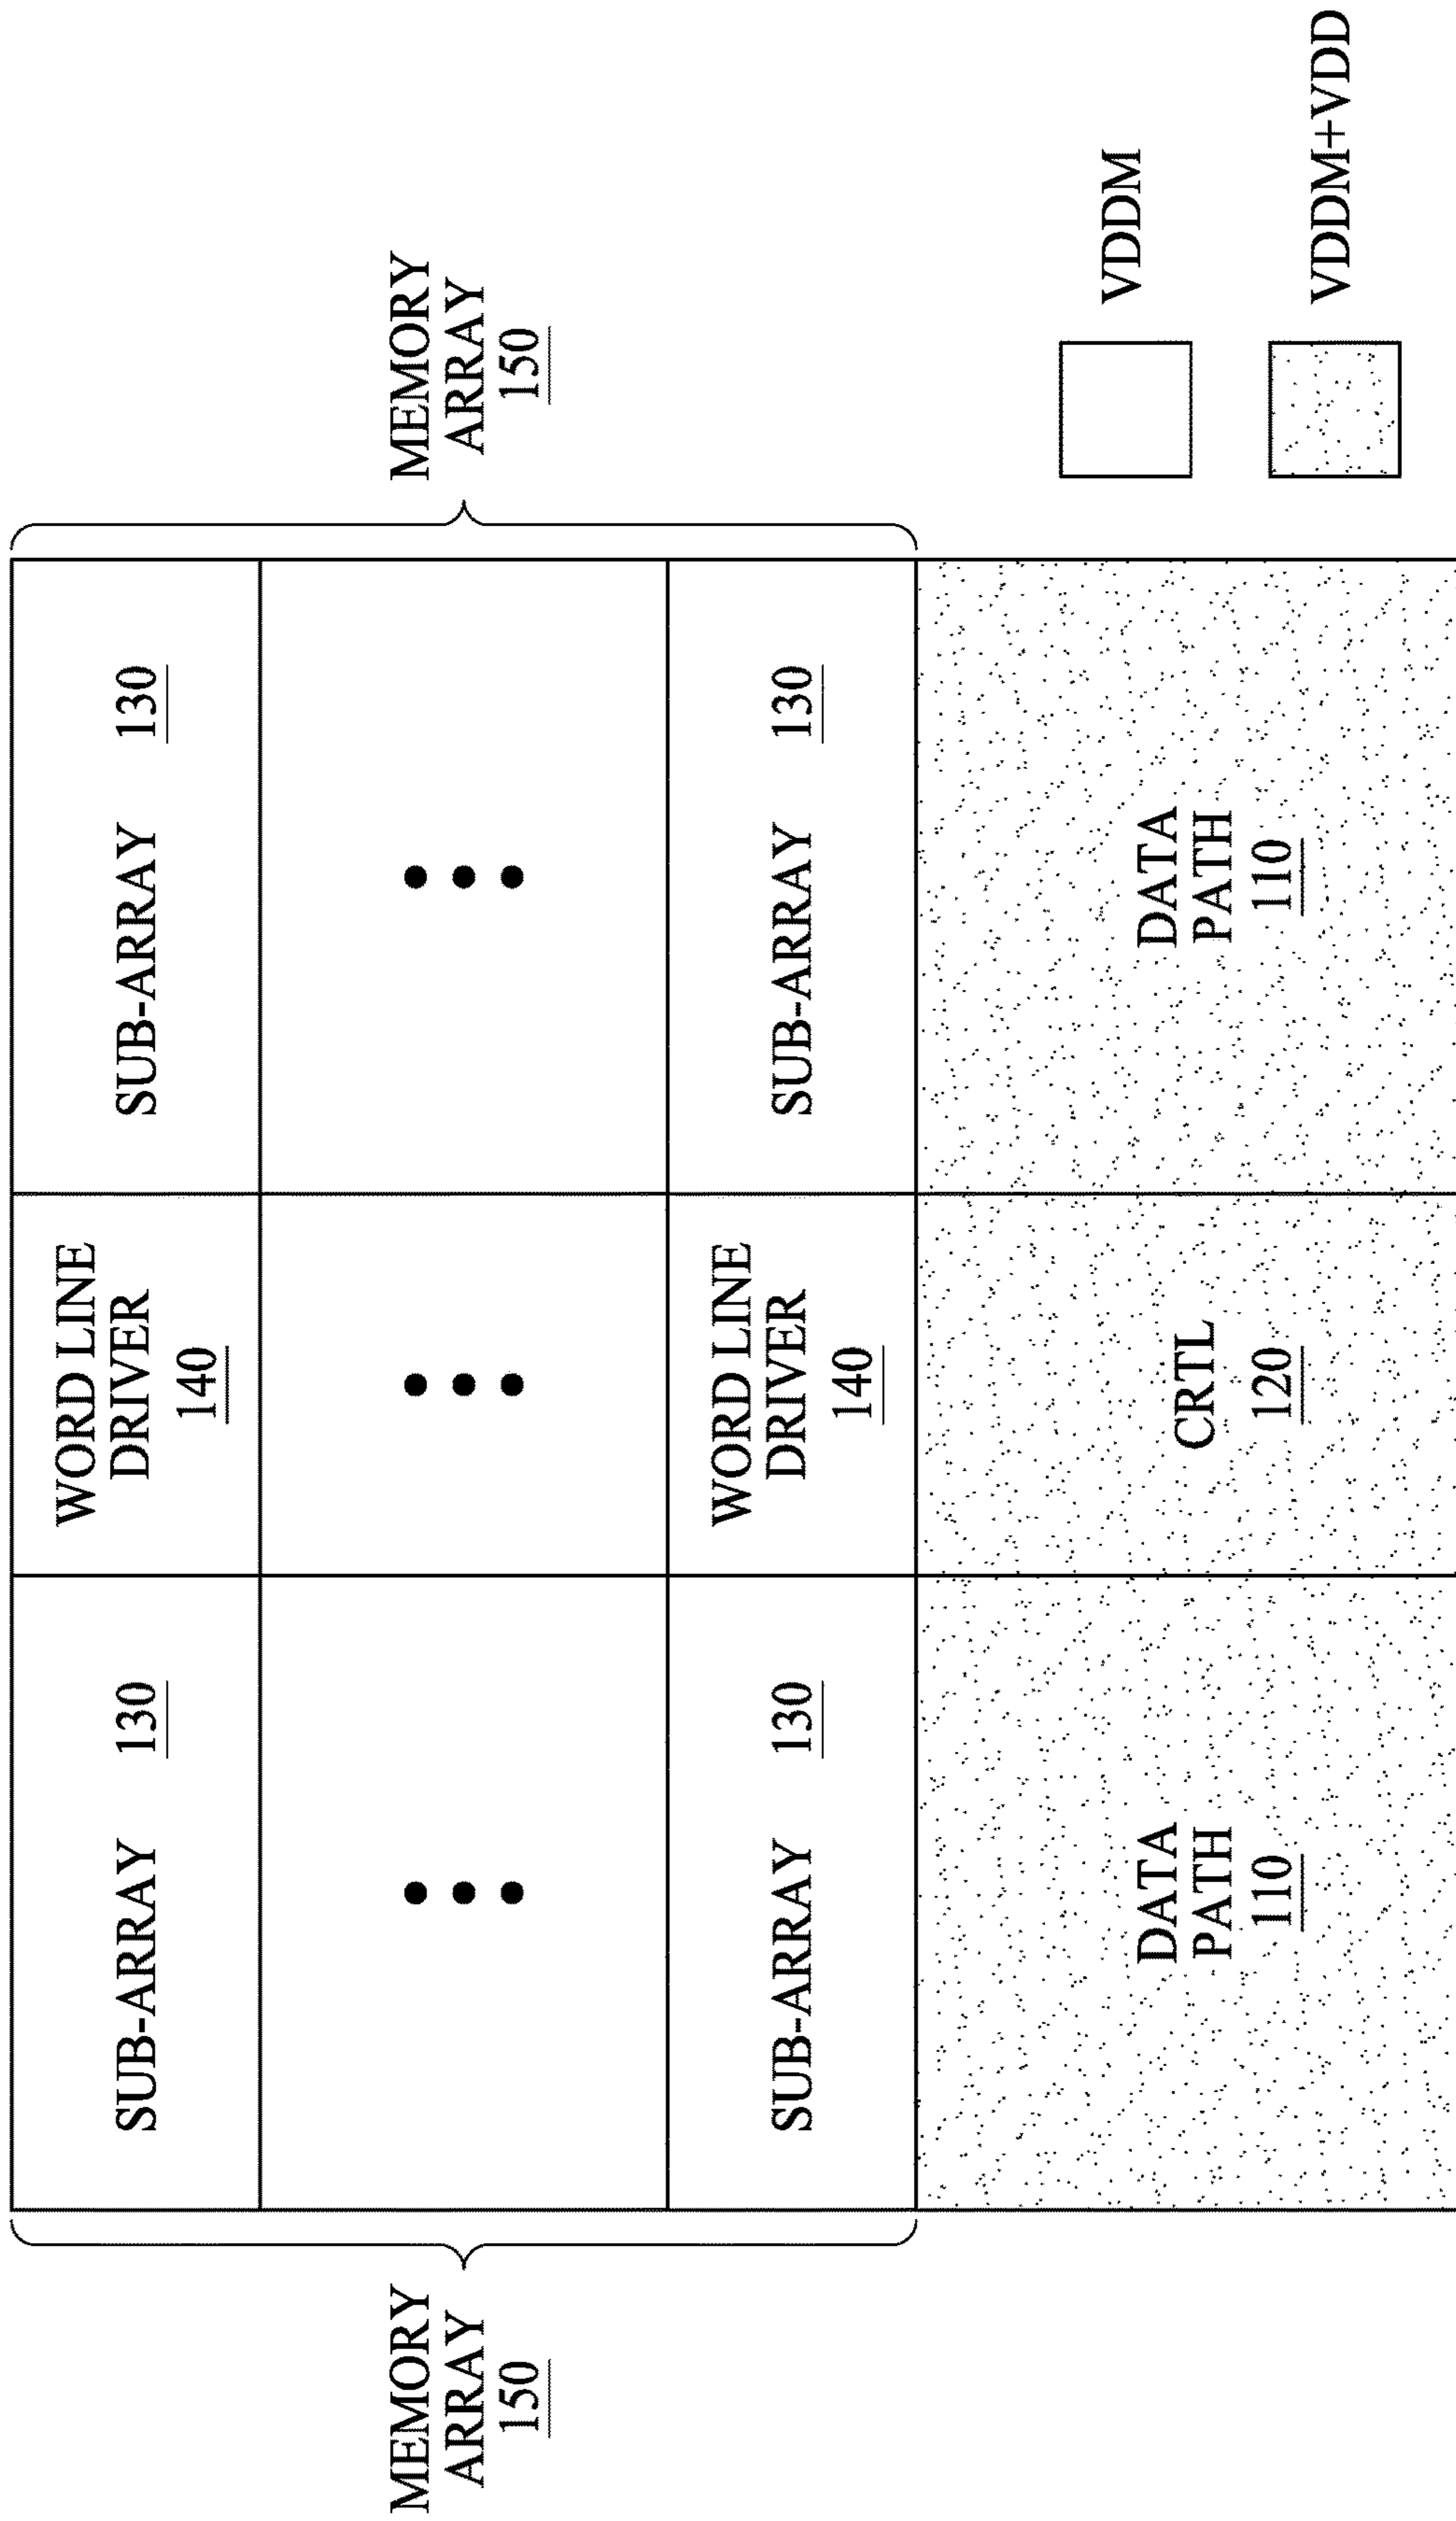 SUB-ARRAY 130
WORD LINE
DRIVER
140
SUB-ARRAY 130
MEMORY
ARRAY
150
MEMORY
ARRAY
150
SUB-ARRAY 130
WORD LINE
DRIVER
140
SUB-ARRAY 130
DATA
PATH
110
CRTL
120
DATA
PATH
110
VDDM
VDDM+VDD